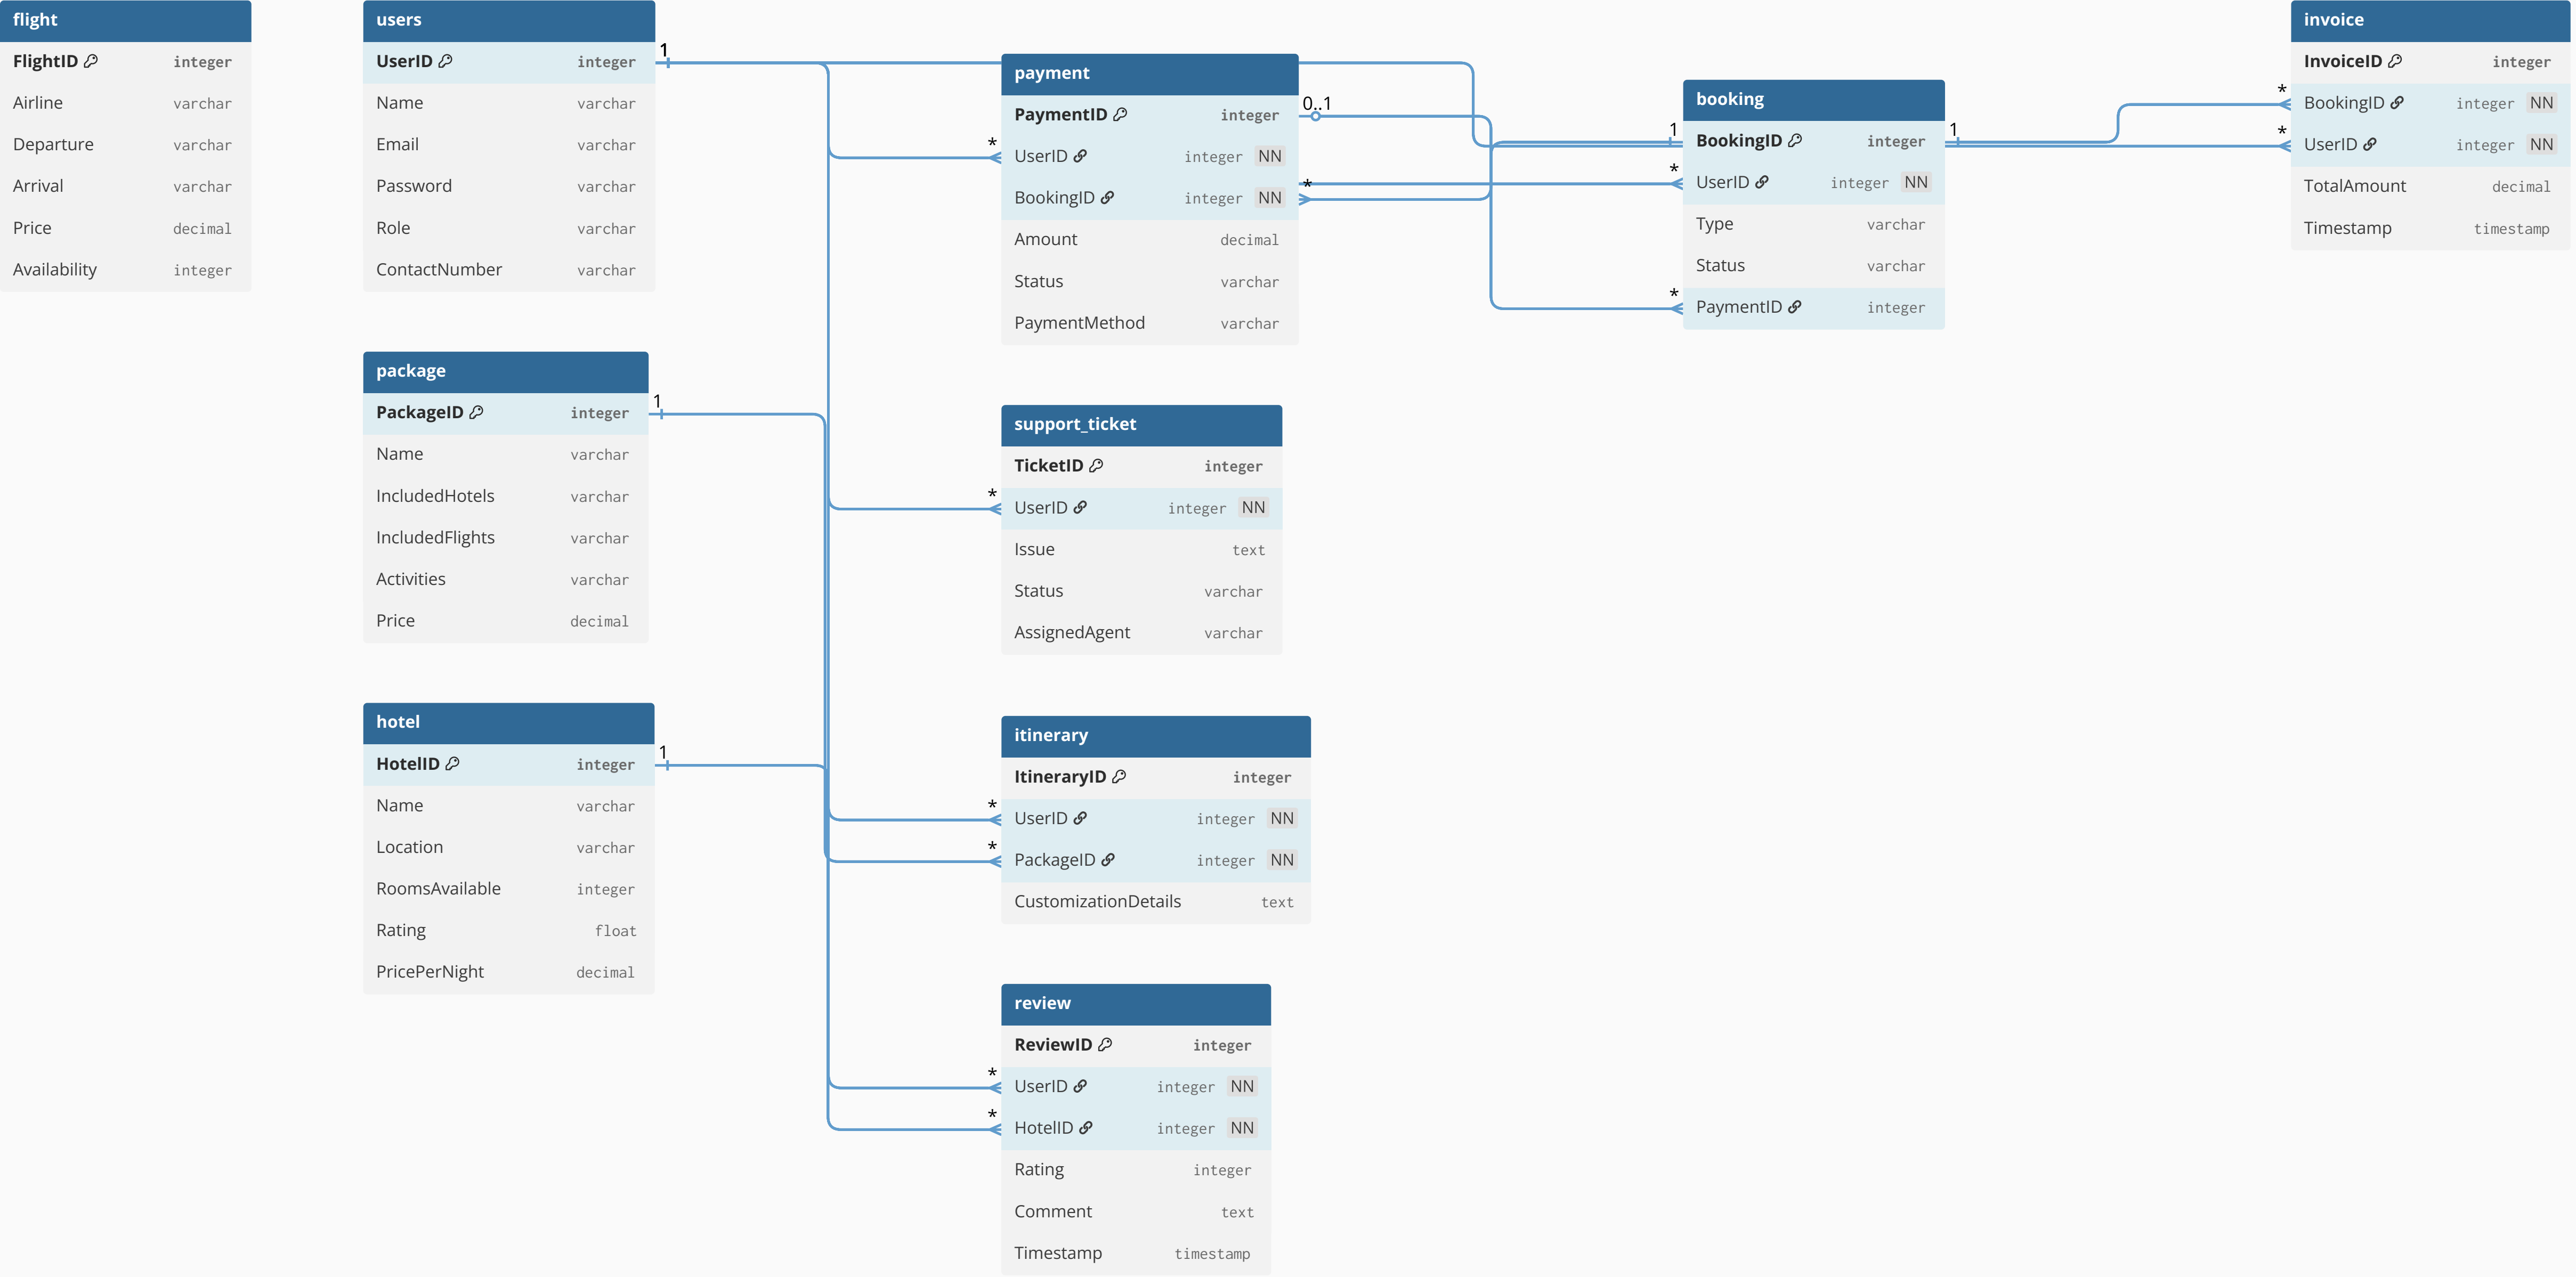 flight
FlightID integer
Airline varchar
Departure varchar
Arrival varchar
Price decimal
Availability integer
users
UserID integer
Name varchar
Email varchar
Password varchar
Role varchar
ContactNumber varchar
1
package
PackageID integer
Name varchar
IncludedHotels varchar
IncludedFlights varchar
Activities varchar
Price decimal
1
hotel
HotelID integer
Name varchar
Location varchar
RoomsAvailable integer
Rating float
PricePerNight decimal
1
payment
PaymentID integer
0..1
* UserID integer NN
BookingID integer NN *
Amount decimal
Status varchar
PaymentMethod varchar
support_ticket
TicketID integer
* UserID integer NN
Issue text
Status varchar
AssignedAgent varchar
itinerary
ItineraryID integer
* UserID integer NN
* PackageID integer NN
CustomizationDetails text
review
ReviewID integer
* UserID integer NN
* HotelID integer NN
Rating integer
Comment text
Timestamp timestamp
booking
1 BookingID integer 1
* UserID integer NN
Type varchar
Status varchar
* PaymentID integer
invoice
InvoiceID integer
* BookingID integer NN
* UserID integer NN
TotalAmount decimal
Timestamp timestamp